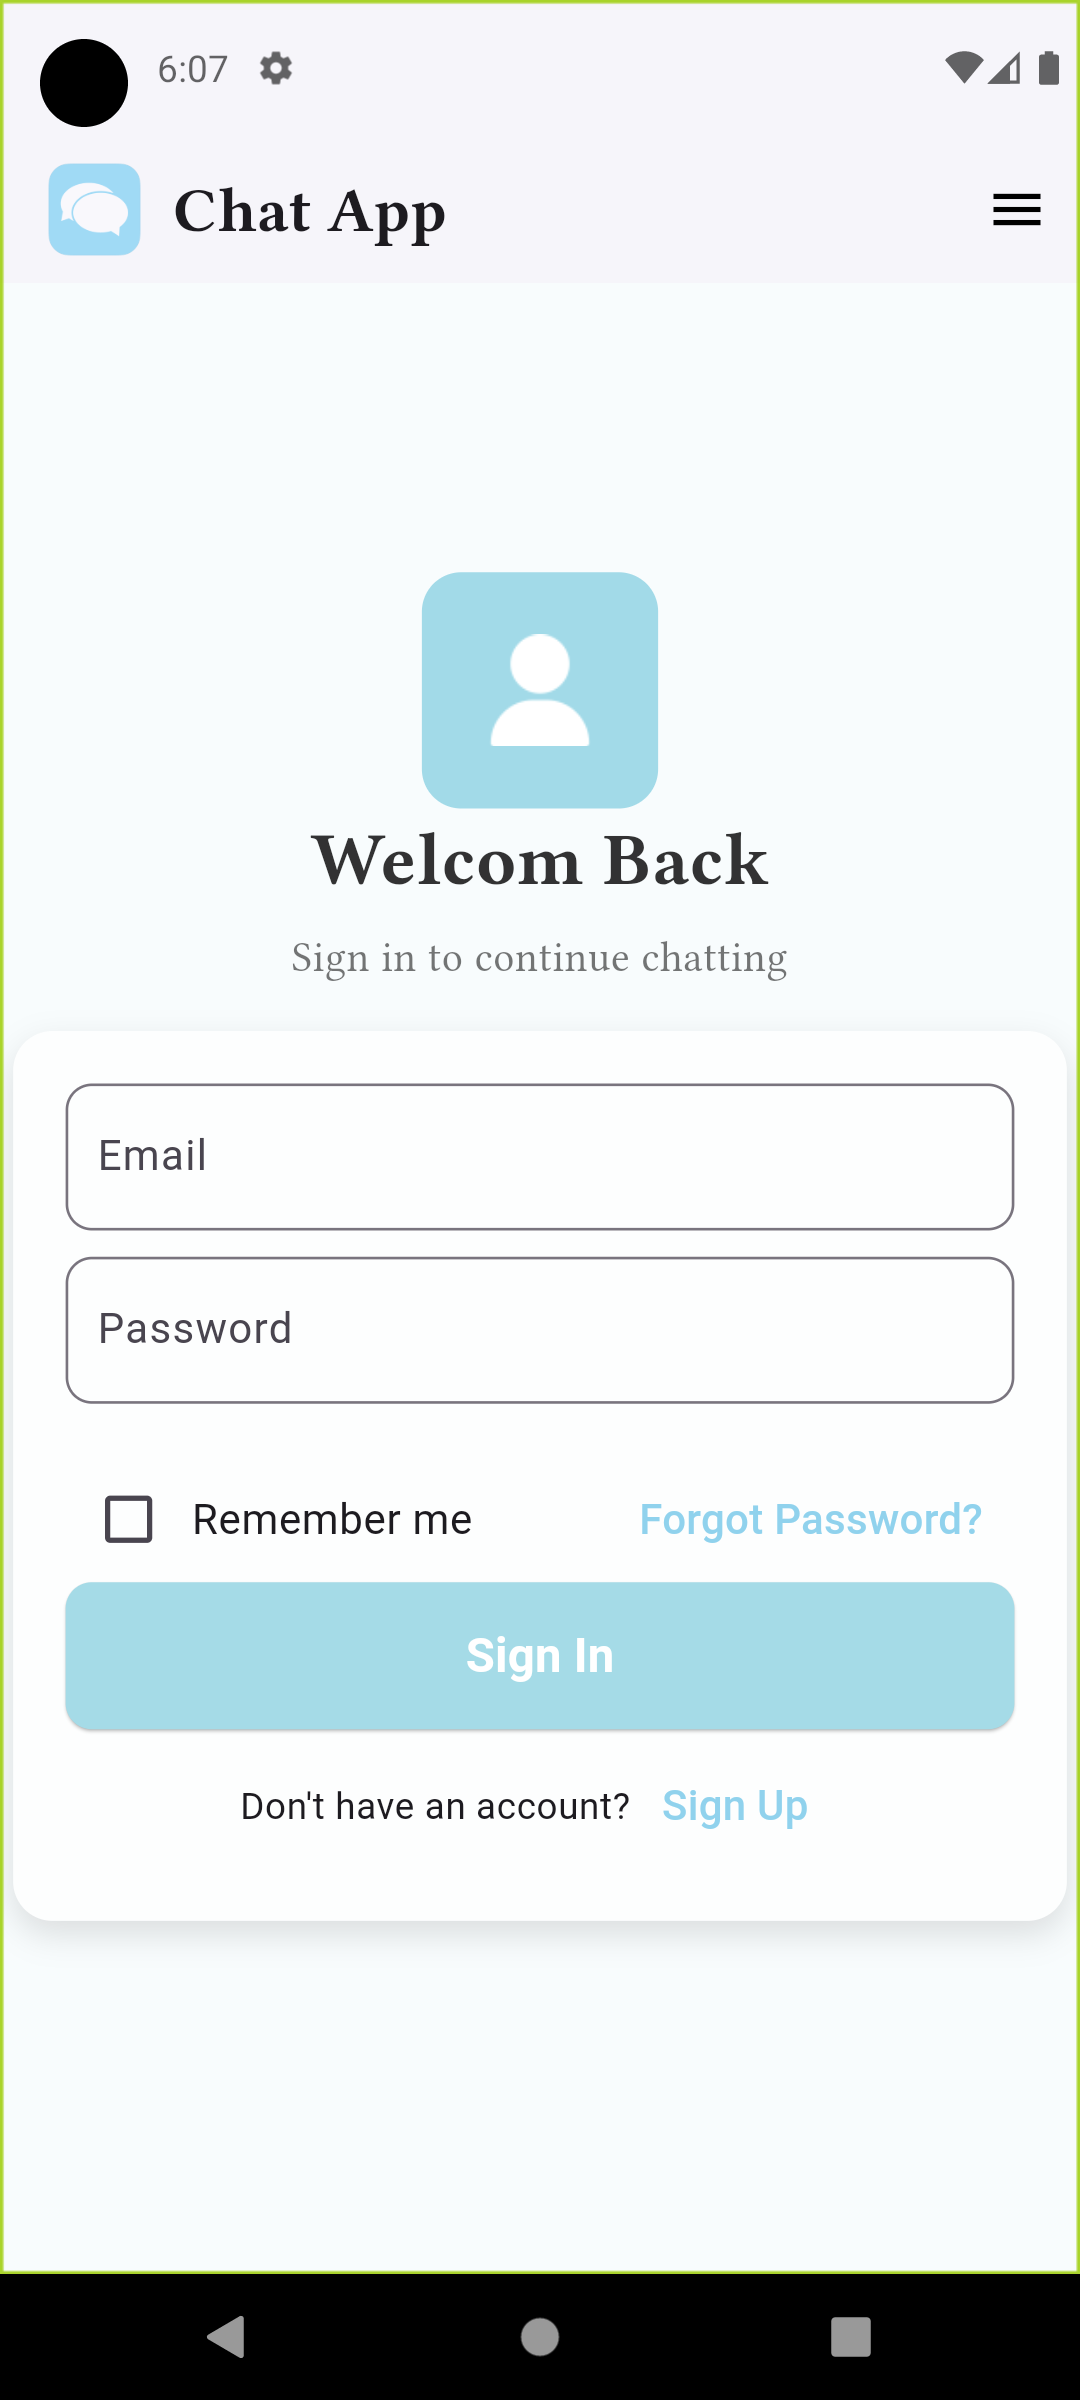 6:07
Chat App
Welcom Back
Sign in to continue chatting
Email
Password
Remember me Forgot Password?
Sign In
Don't have an account? Sign Up